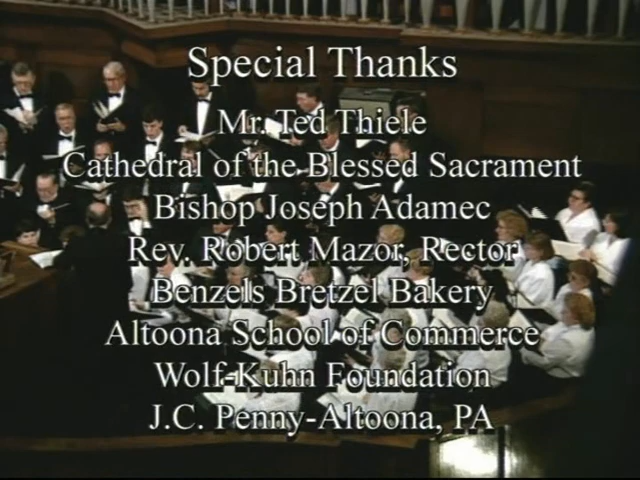 Special Thanks
Mr. Ted Thiele
Cathedral of the Blessed Sacrament
Bishop Joseph Adamec
Rev. Robert Mazor, Rector
Benzels Bretzel Bakery
Altoona School of Commerce
Wolf-Kuhn Foundation
J.C. Penny-Altoona, PA